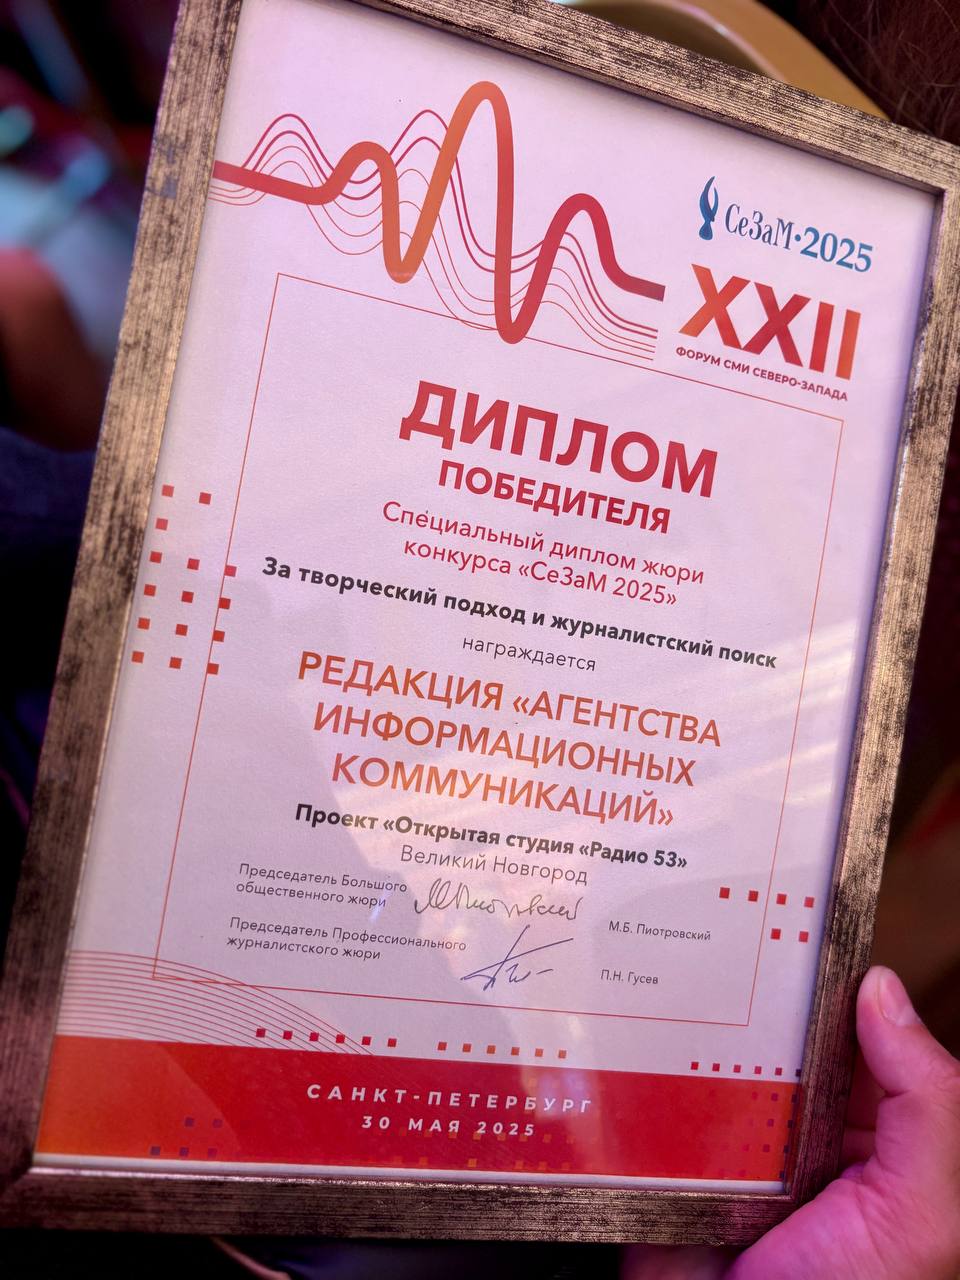 СеЗаМ·2025
XXII
ФОРУМ СМИ СЕВЕРО-ЗАПАДА
ДИПЛОМ
ПОБЕДИТЕЛЯ
Специальный диплом жюри
конкурса «СеЗаМ 2025»
За творческий подход и журналистский поиск
награждается
РЕДАКЦИЯ «АГЕНТСТВА
ИНФОРМАЦИОННЫХ
КОММУНИКАЦИЙ»
Проект «Открытая студия «Радио 53»
Великий Новгород
Председатель Большого
общественного жюри
М.Б. Пиотровский
Председатель Профессионального
журналистского жюри
П.Н. Гусев
САНКТ-ПЕТЕРБУРГ
30 МАЯ 2025